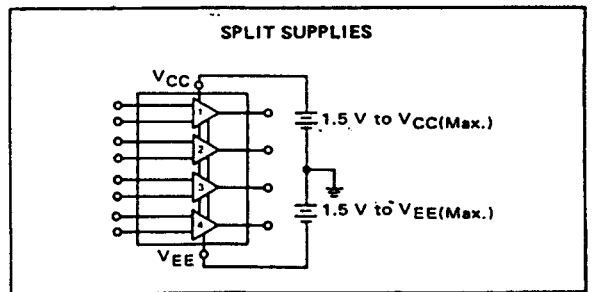 SPLIT SUPPLIES
VCC
1
1.5 V to VCC(Max.)
2
3
1.5 V to VEE(Max.)
4
VEE